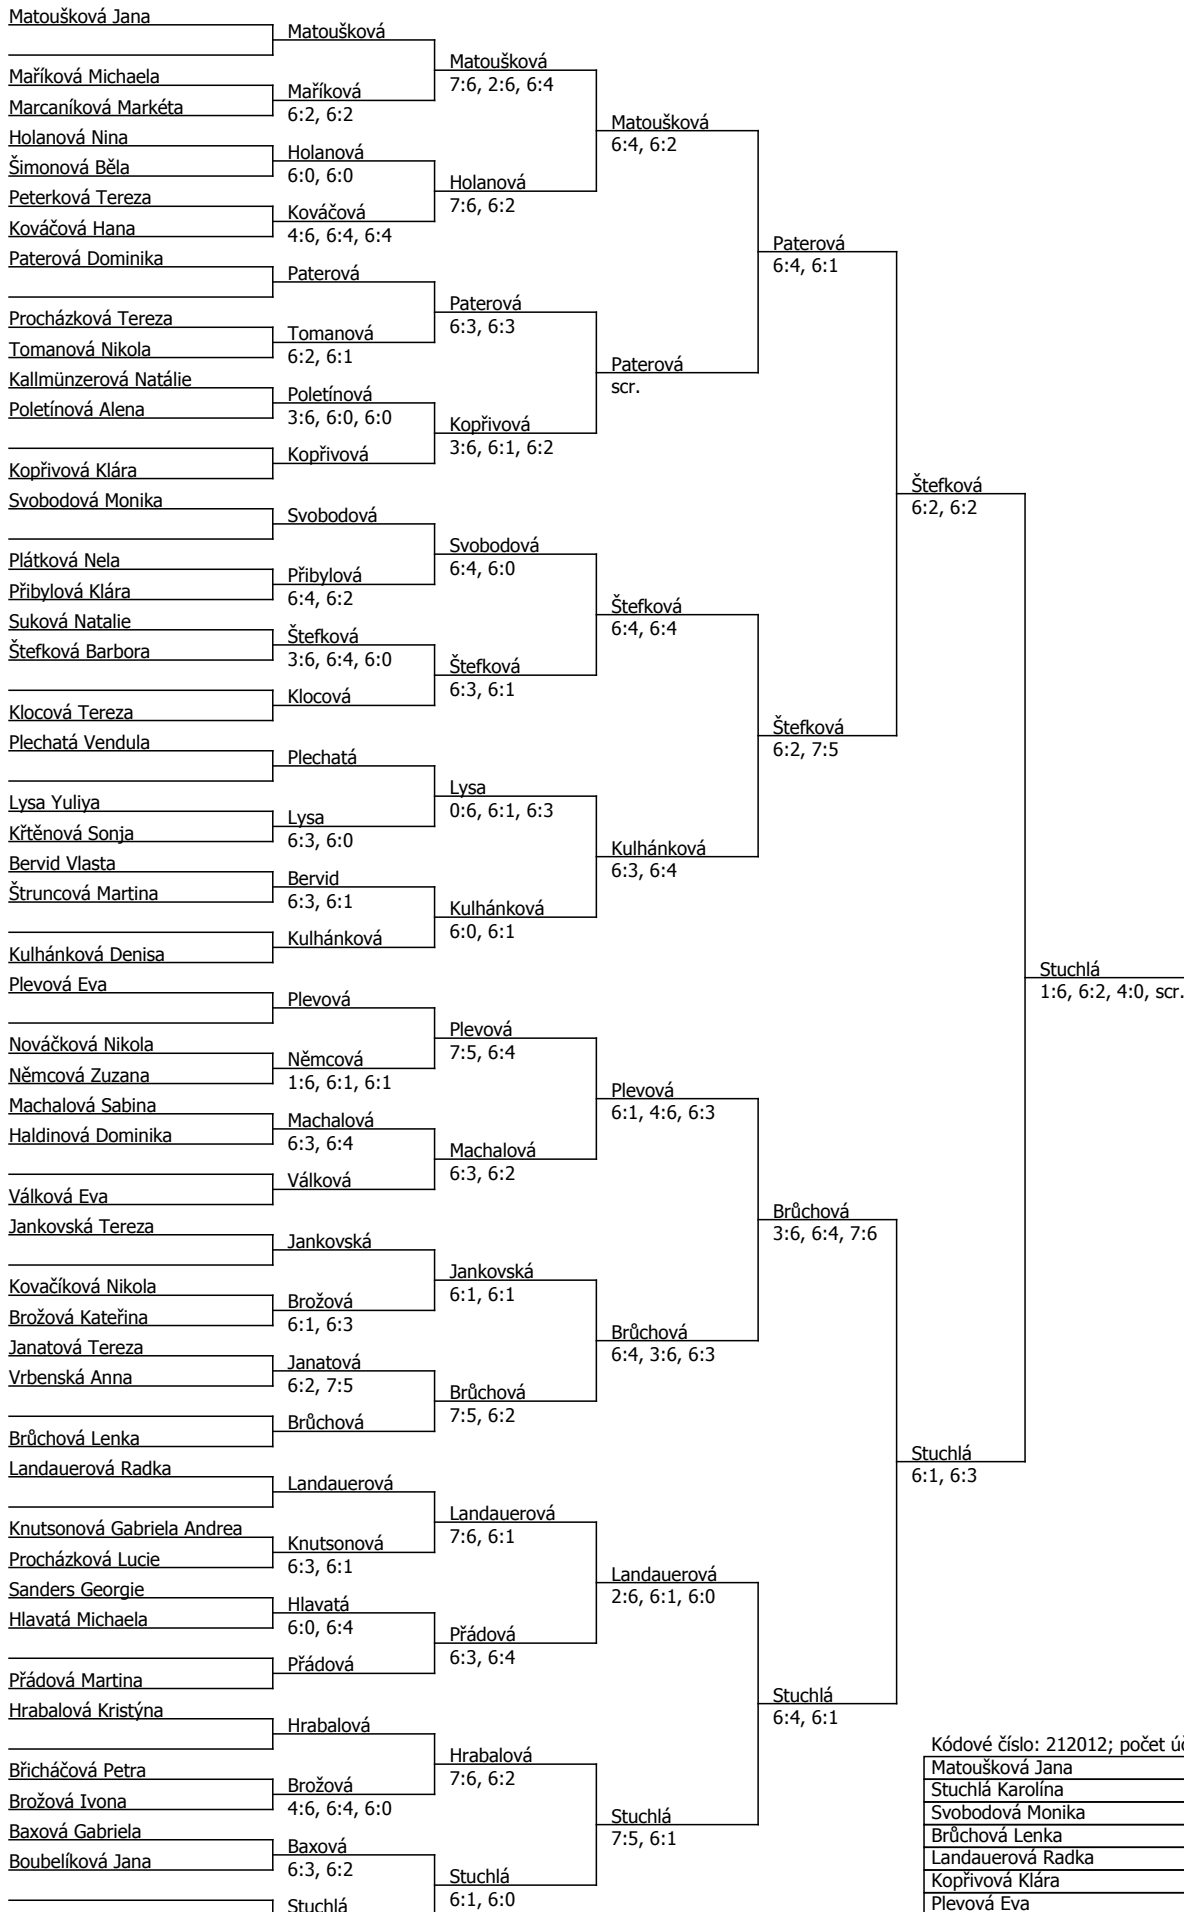 Matoušková Jana
Maříková Michaela
Marcaníková Markéta
Holanová Nina
Šimonová Běla
Peterková Tereza
Kováčová Hana
Paterová Dominika
Procházková Tereza
Tomanová Nikola
Kallmünzerová Natálie
Poletínová Alena
Kopřivová Klára
Svobodová Monika
Plátková Nela
Přibylová Klára
Suková Natalie
Štefková Barbora
Klocová Tereza
Plechatá Vendula
Lysa Yuliya
Křtěnová Sonja
Bervid Vlasta
Štruncová Martina
Kulhánková Denisa
Plevová Eva
Nováčková Nikola
Němcová Zuzana
Machalová Sabina
Haldinová Dominika
Válková Eva
Jankovská Tereza
Kovačíková Nikola
Brožová Kateřina
Janatová Tereza
Vrbenská Anna
Brůchová Lenka
Landauerová Radka
Knutsonová Gabriela Andrea
Procházková Lucie
Sanders Georgie
Hlavatá Michaela
Přádová Martina
Hrabalová Kristýna
Břicháčová Petra
Brožová Ivona
Baxová Gabriela
Boubelíková Jana
Matoušková
Maříková
6:2, 6:2
Holanová
6:0, 6:0
Kováčová
4:6, 6:4, 6:4
Paterová
Tomanová
6:2, 6:1
Poletínová
3:6, 6:0, 6:0
Kopřivová
Svobodová
Přibylová
6:4, 6:2
Štefková
3:6, 6:4, 6:0
Klocová
Plechatá
Lysa
6:3, 6:0
Bervid
6:3, 6:1
Kulhánková
Plevová
Němcová
1:6, 6:1, 6:1
Machalová
6:3, 6:4
Válková
Jankovská
Brožová
6:1, 6:3
Janatová
6:2, 7:5
Brůchová
Landauerová
Knutsonová
6:3, 6:1
Hlavatá
6:0, 6:4
Přádová
Hrabalová
Brožová
4:6, 6:4, 6:0
Baxová
6:3, 6:2
Stuchlá
Matoušková
7:6, 2:6, 6:4
Holanová
7:6, 6:2
Paterová
6:3, 6:3
Kopřivová
3:6, 6:1, 6:2
Svobodová
6:4, 6:0
Štefková
6:3, 6:1
Lysa
0:6, 6:1, 6:3
Kulhánková
6:0, 6:1
Plevová
7:5, 6:4
Machalová
6:3, 6:2
Jankovská
6:1, 6:1
Brůchová
7:5, 6:2
Landauerová
7:6, 6:1
Přádová
6:3, 6:4
Hrabalová
7:6, 6:2
Stuchlá
6:1, 6:0
Matoušková
6:4, 6:2
Paterová
scr.
Štefková
6:4, 6:4
Kulhánková
6:3, 6:4
Plevová
6:1, 4:6, 6:3
Brůchová
6:4, 3:6, 6:3
Landauerová
2:6, 6:1, 6:0
Stuchlá
7:5, 6:1
Paterová
6:4, 6:1
Štefková
6:2, 7:5
Brůchová
3:6, 6:4, 7:6
Stuchlá
6:4, 6:1
Štefková
6:2, 6:2
Stuchlá
6:1, 6:3
Stuchlá
1:6, 6:2, 4:0, scr.
Kódové číslo: 212012; počet úč
Matoušková Jana
Stuchlá Karolína
Svobodová Monika
Brůchová Lenka
Landauerová Radka
Kopřivová Klára
Plevová Eva